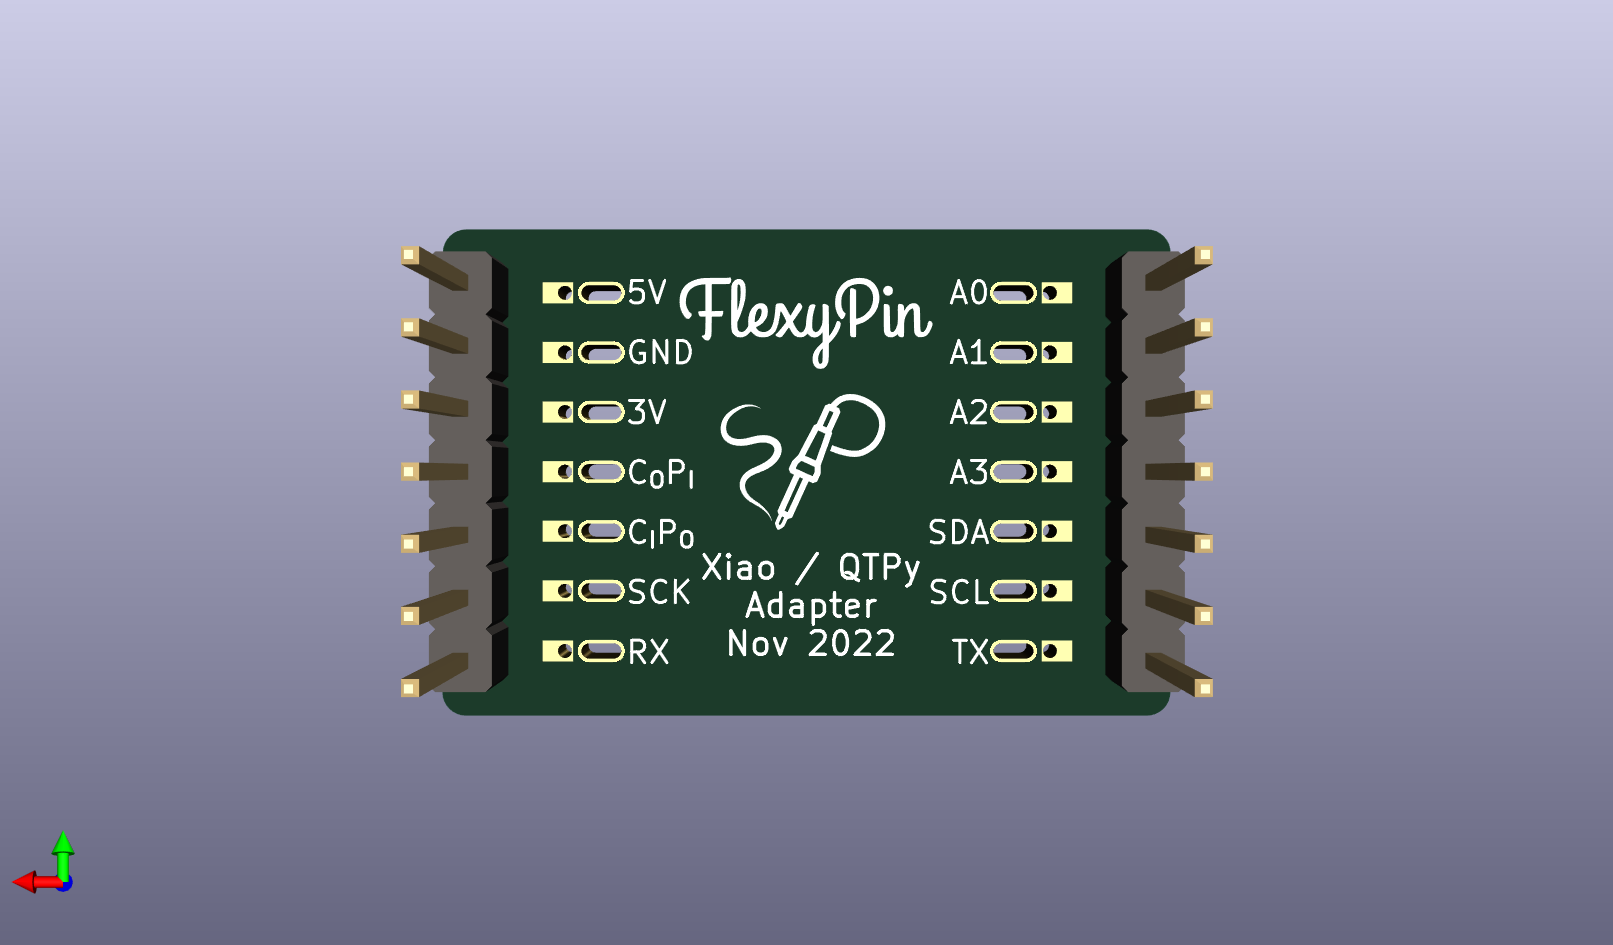 5V FlexyPin A0
GND A1
3V A2
CoPI A3
CIPo SDA
Xiao / QTPy
SCK SCL
Adapter
RX Nov 2022 TX